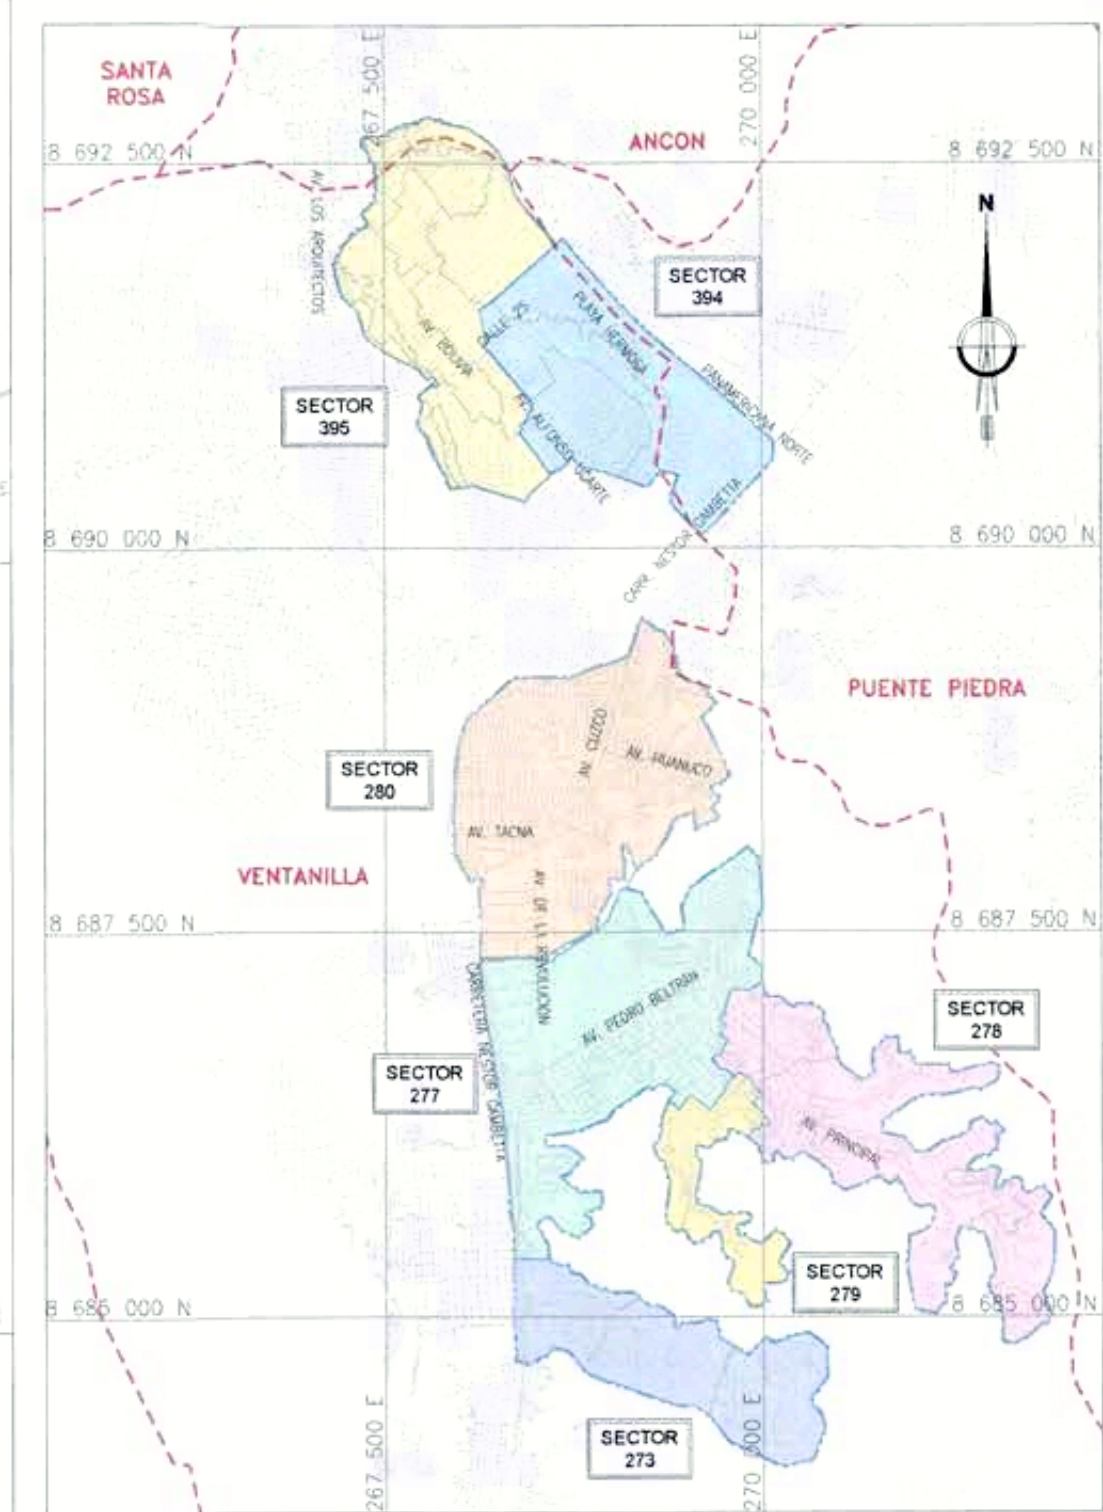 SANTA
ROSA
267 500 E
270 000 E
ANCON
8 692 500 N
8 692 500 N
N
AV. LOS ARQUITECTOS
SECTOR
394
CALLE 25
PLAYA HERMOSA
AV. BOLIVIA
PANAMERICANA NORTE
SECTOR
395
AV. ALFONSO UGARTE
8 690 000 N
8 690 000 N
CARR. NESTOR GAMBETTA
PUENTE PIEDRA
AV. CUZCO
AV. HUANUCO
SECTOR
280
AV. TACNA
VENTANILLA
AV. DE LA REVOLUCION
8 687 500 N
8 687 500 N
CARRETERA NESTOR GAMBETTA
AV. PEDRO BELTRAN
SECTOR
278
SECTOR
277
AV. PRINCIPAL
SECTOR
279
8 685 000 N
8 685 000 N
267 500 E
270 000 E
SECTOR
273